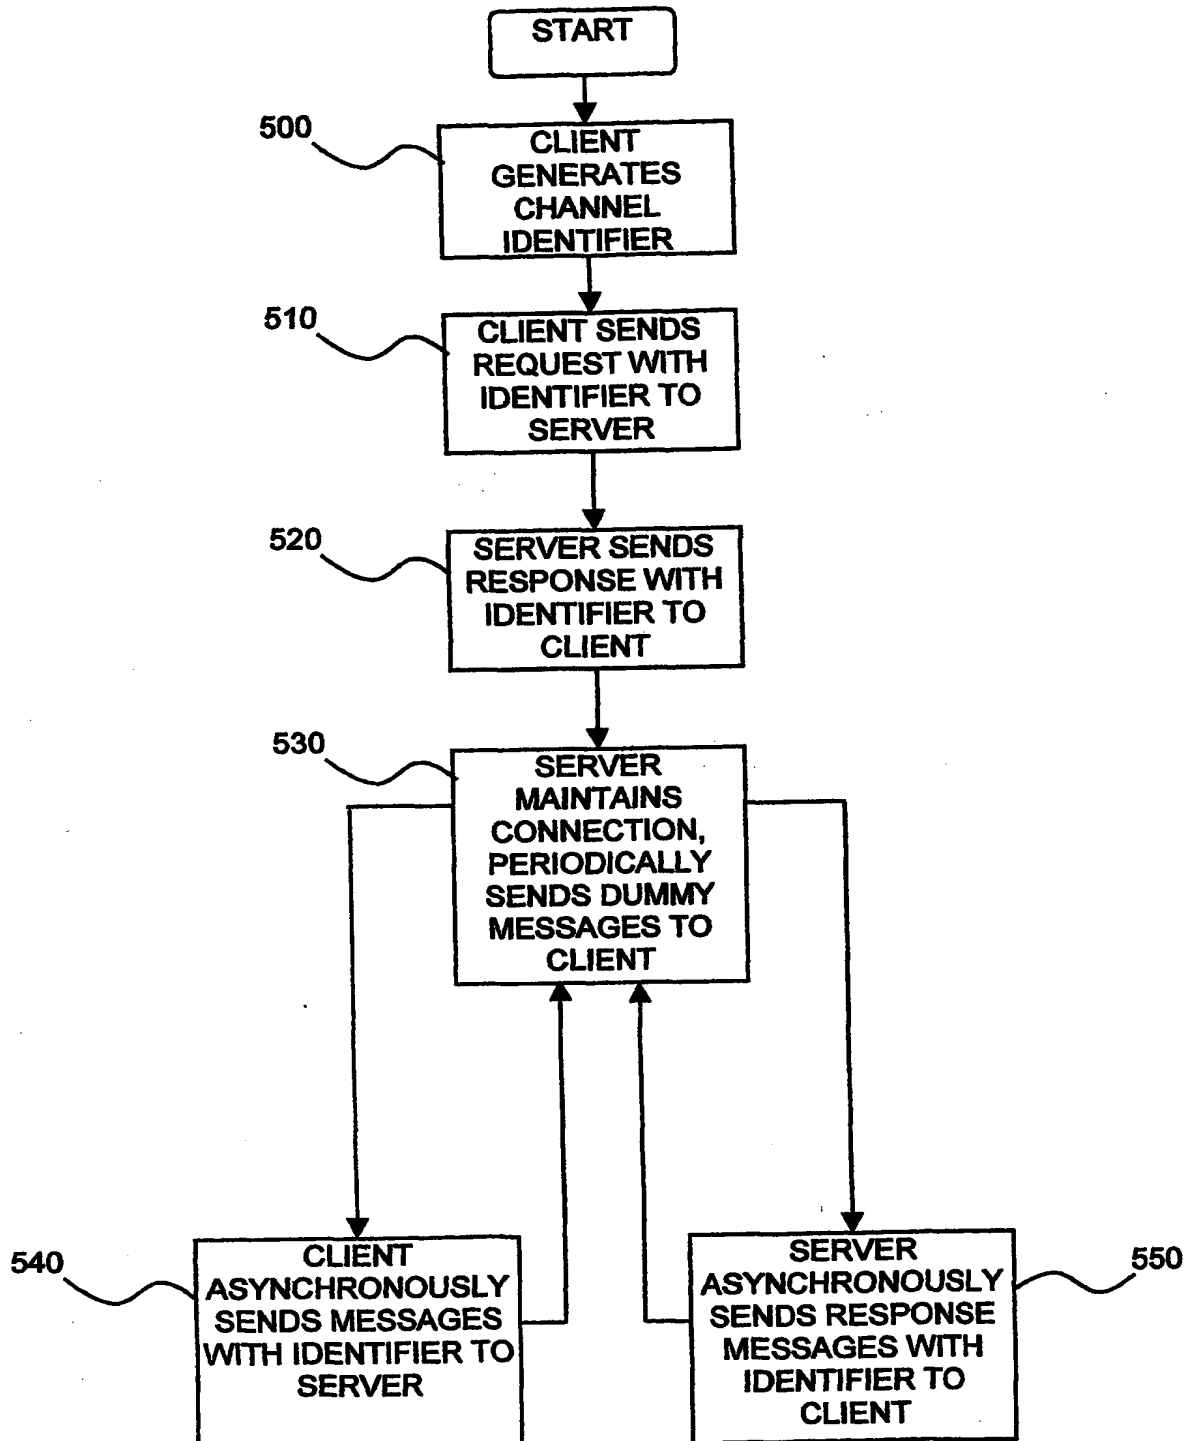 START
500
CLIENT
GENERATES
CHANNEL
IDENTIFIER
510
CLIENT SENDS
REQUEST WITH
IDENTIFIER TO
SERVER
520
SERVER SENDS
RESPONSE WITH
IDENTIFIER TO
CLIENT
530
SERVER
MAINTAINS
CONNECTION,
PERIODICALLY
SENDS DUMMY
MESSAGES TO
CLIENT
540
CLIENT
ASYNCHRONOUSLY
SENDS MESSAGES
WITH IDENTIFIER TO
SERVER
SERVER
ASYNCHRONOUSLY
SENDS RESPONSE
MESSAGES WITH
IDENTIFIER TO
CLIENT
550